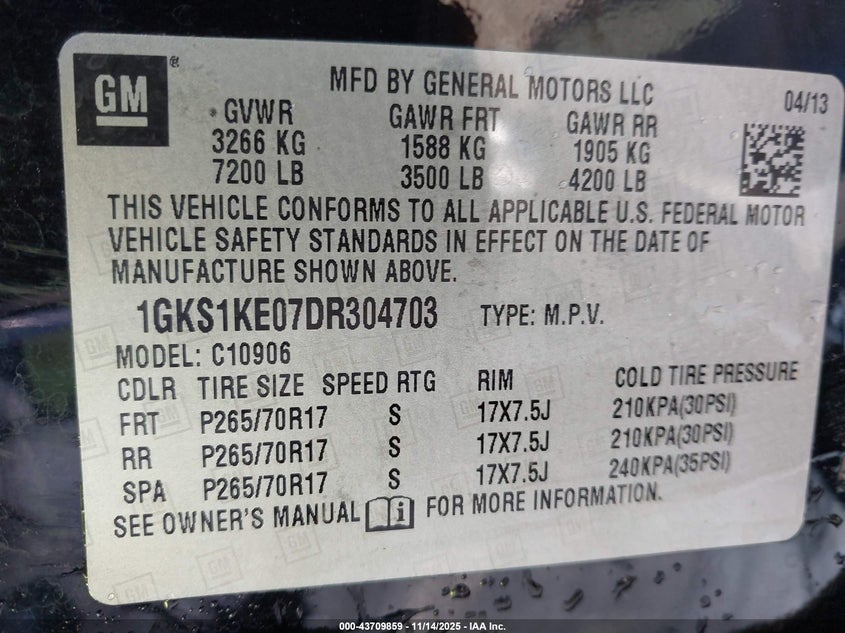 GM®
MFD BY GENERAL MOTORS LLC
04/13
GVWR GAWR FRT GAWR RR
3266 KG 1588 KG 1905 KG
7200 LB 3500 LB 4200 LB
THIS VEHICLE CONFORMS TO ALL APPLICABLE U.S. FEDERAL MOTOR
VEHICLE SAFETY STANDARDS IN EFFECT ON THE DATE OF
MANUFACTURE SHOWN ABOVE.
1GKS1KE07DR304703 TYPE: M.P.V.
MODEL: C10906
CDLR TIRE SIZE SPEED RTG RIM COLD TIRE PRESSURE
FRT P265/70R17 S 17X7.5J 210KPA(30PSI)
RR P265/70R17 S 17X7.5J 210KPA(30PSI)
SPA P265/70R17 S 17X7.5J 240KPA(35PSI)
SEE OWNER'S MANUAL i FOR MORE INFORMATION.
000-43709859 — 11/14/2025 — IAA Inc.